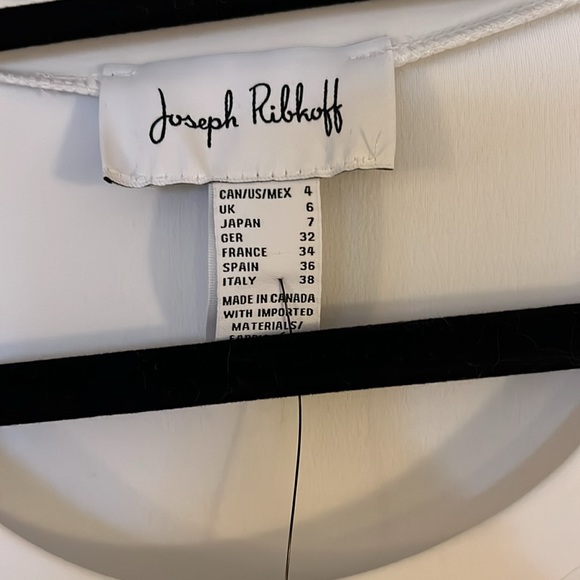 Joseph Ribkoff
CAN/US/MEX 4
UK 6
JAPAN 7
GER 32
FRANCE 34
SPAIN 36
ITALY 38
MADE IN CANADA
WITH IMPORTED
MATERIALS/